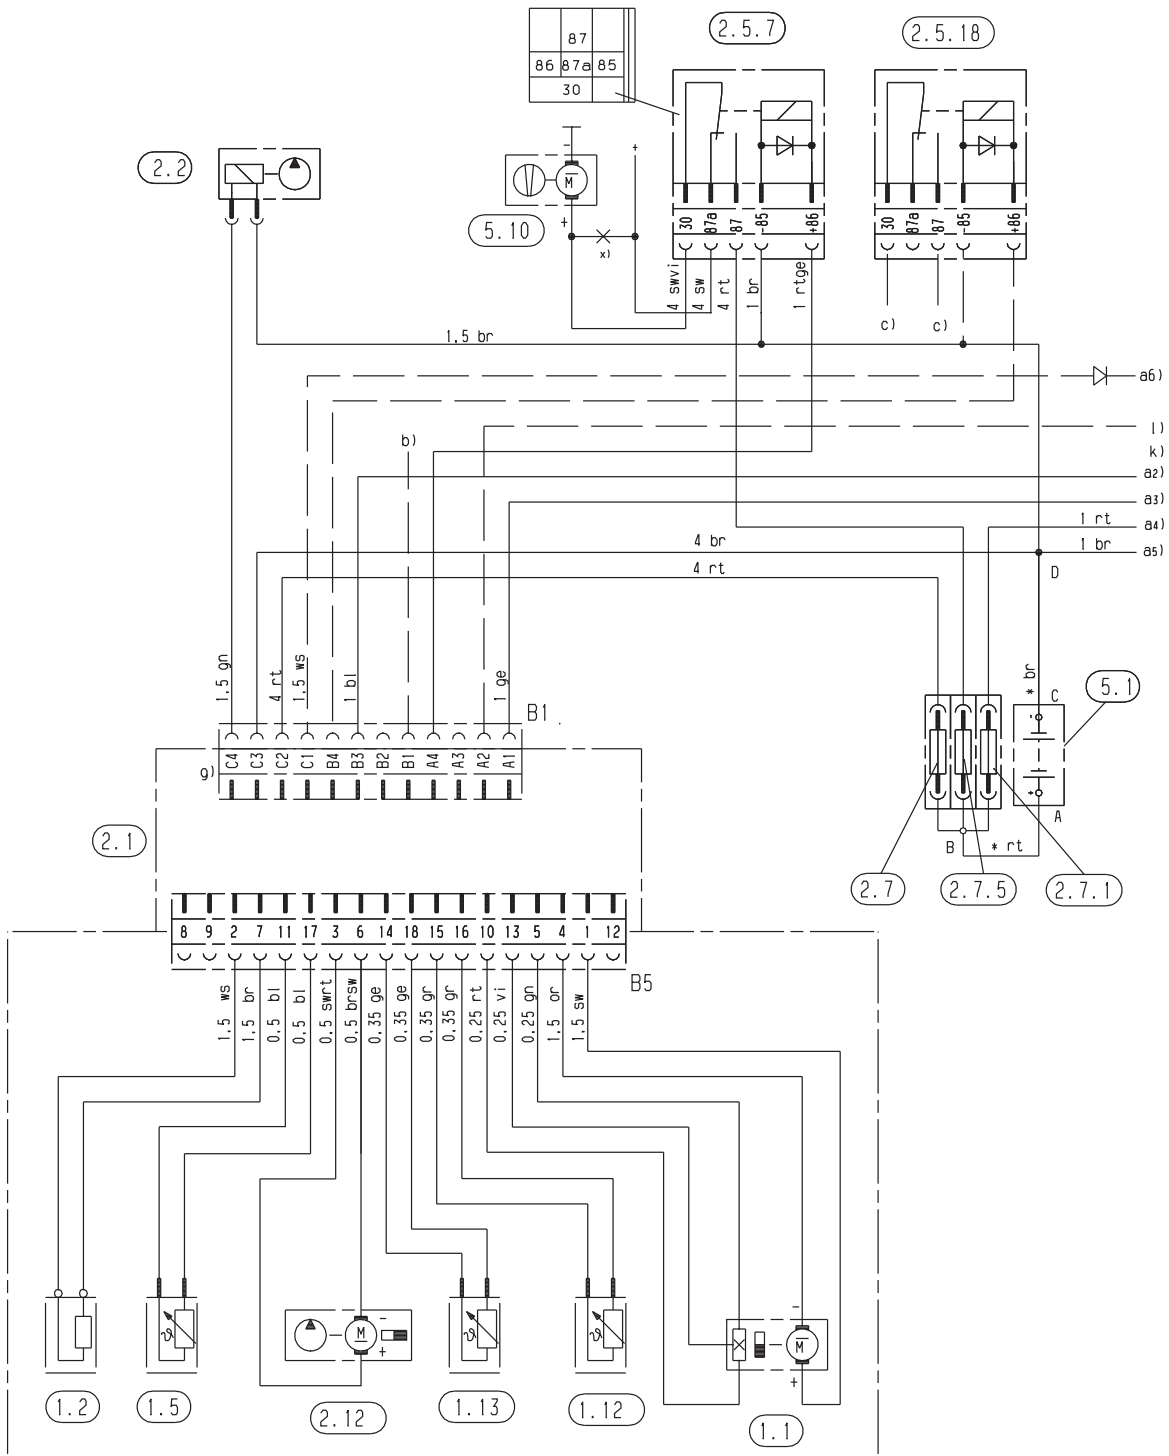 87
86 87a 85
30
2.5.7
2.5.18
2.2
-
+
M
+
5.10
x)
30 87a 87 -85 +86
30 87a 87 -85 +86
4 swvi
4 sw
4 rt
1 br
1 rtge
c)
c)
1,5 br
a6)
l)
b)
k)
a2)
a3)
1 rt
a4)
4 br
1 br
a5)
4 rt
D
1,5 gn
4 rt
1,5 ws
1 bl
1 ge
* br
C
5.1
B1
g)
C4 C3 C2 C1 B4 B3 B2 B1 A4 A3 A2 A1
-
+
A
B
* rt
2.1
2.7
2.7.5
2.7.1
8 9 2 7 11 17 3 6 14 18 15 16 10 13 5 4 1 12
B5
1,5 ws
1,5 br
0,5 bl
0,5 bl
0,5 swrt
0,5 brsw
0,35 ge
0,35 ge
0,35 gr
0,35 gr
0,25 rt
0,25 vi
0,25 gn
1,5 or
1,5 sw
ϑ
M
-
+
ϑ
ϑ
-
M
+
1.2
1.5
2.12
1.13
1.12
1.1